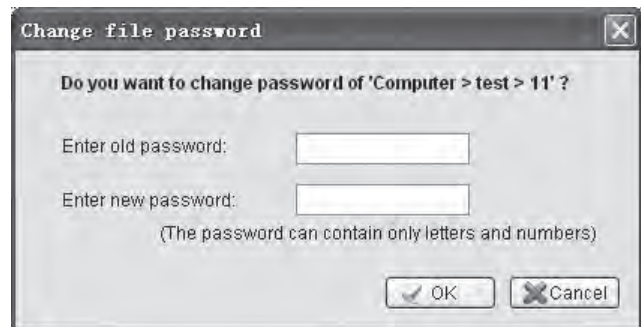 Change file password
Do you want to change password of 'Computer > test > 11' ?
Enter old password:
Enter new password:
(The password can contain only letters and numbers)
OK
Cancel